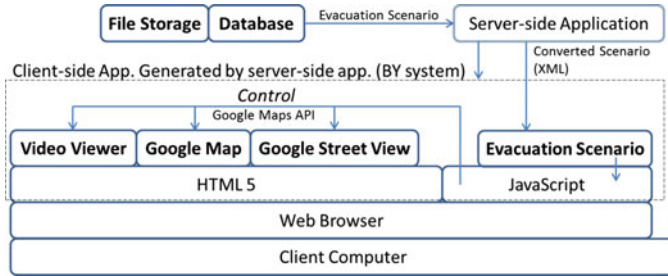 File Storage Database Evacuation Scenario Server-side Application
Converted Scenario
(XML)
Client-side App. Generated by server-side app. (BY system)
Control
Google Maps API
Video Viewer Google Map Google Street View Evacuation Scenario
HTML 5 JavaScript
Web Browser
Client Computer